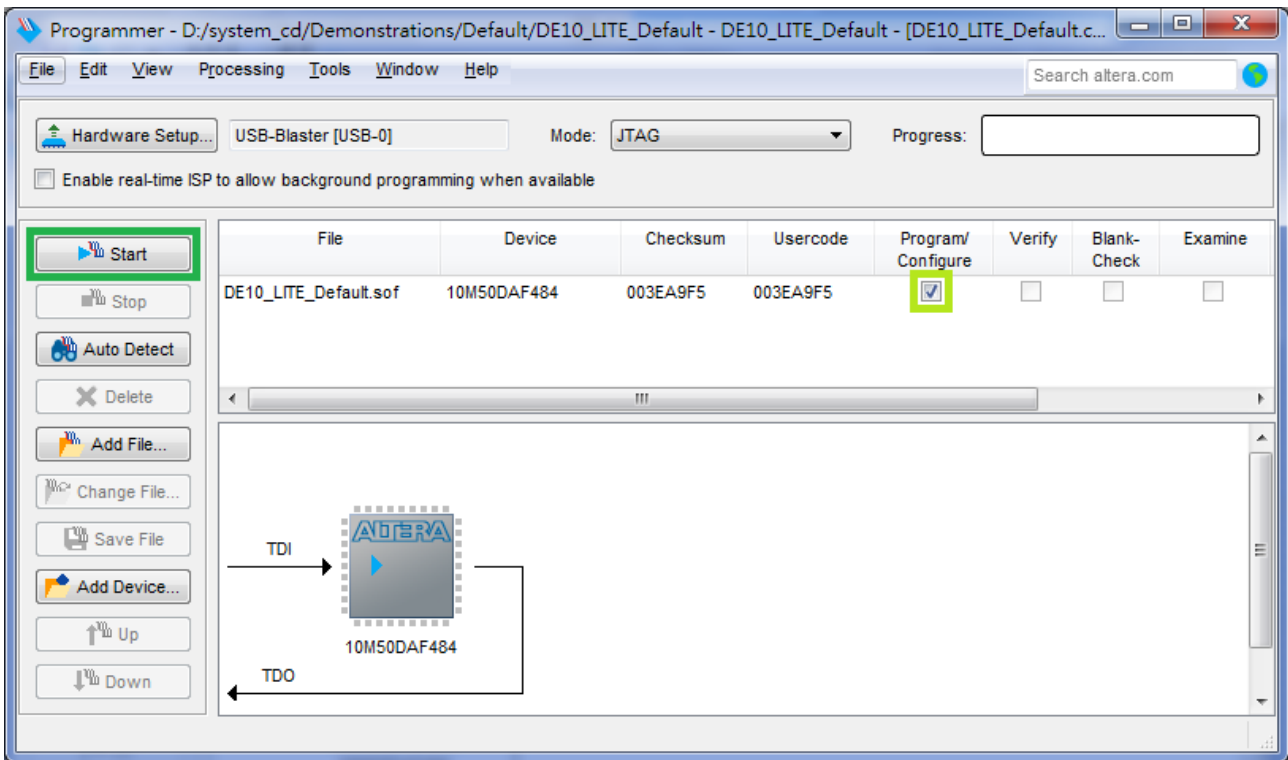 Programmer - D:/system_cd/Demonstrations/Default/DE10_LITE_Default - DE10_LITE_Default - [DE10_LITE_Default.c...
File Edit View Processing Tools Window Help
Search altera.com
Hardware Setup... USB-Blaster [USB-0] Mode: JTAG Progress:
Enable real-time ISP to allow background programming when available
Start
Stop
Auto Detect
Delete
Add File...
Change File...
Save File
Add Device...
Up
Down
File Device Checksum Usercode Program/ Verify Blank- Examine
Configure Check
DE10_LITE_Default.sof 10M50DAF484 003EA9F5 003EA9F5
ALTERA
TDI
10M50DAF484
TDO